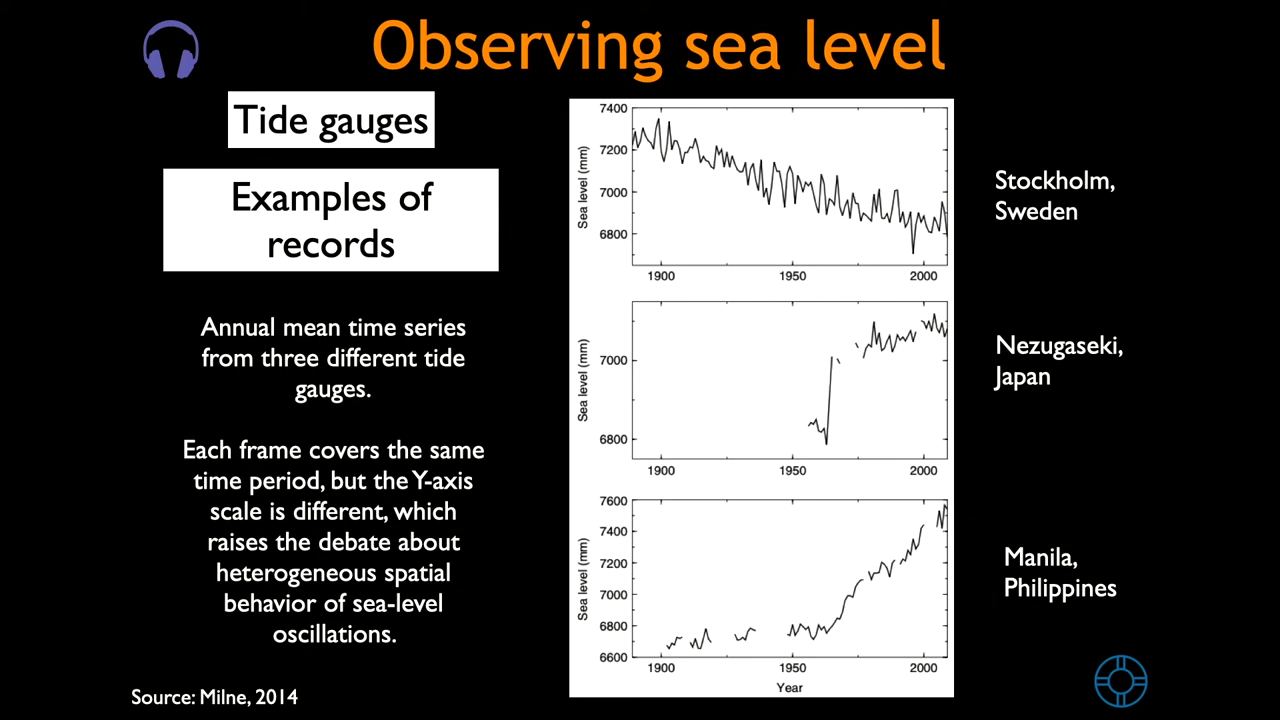 Observing sea level
Tide gauges
Examples of
records
Annual mean time series
from three different tide
gauges.
Each frame covers the same
time period, but the Y-axis
scale is different, which
raises the debate about
heterogeneous spatial
behavior of sea-level
oscillations.
Source: Milne, 2014
7400
7200
7000
6800
Sea level (mm)
1900 1950 2000
Stockholm,
Sweden
7000
6800
Sea level (mm)
1900 1950 2000
Nezugaseki,
Japan
7600
7400
7200
7000
6800
6600
Sea level (mm)
1900 1950 2000
Year
Manila,
Philippines